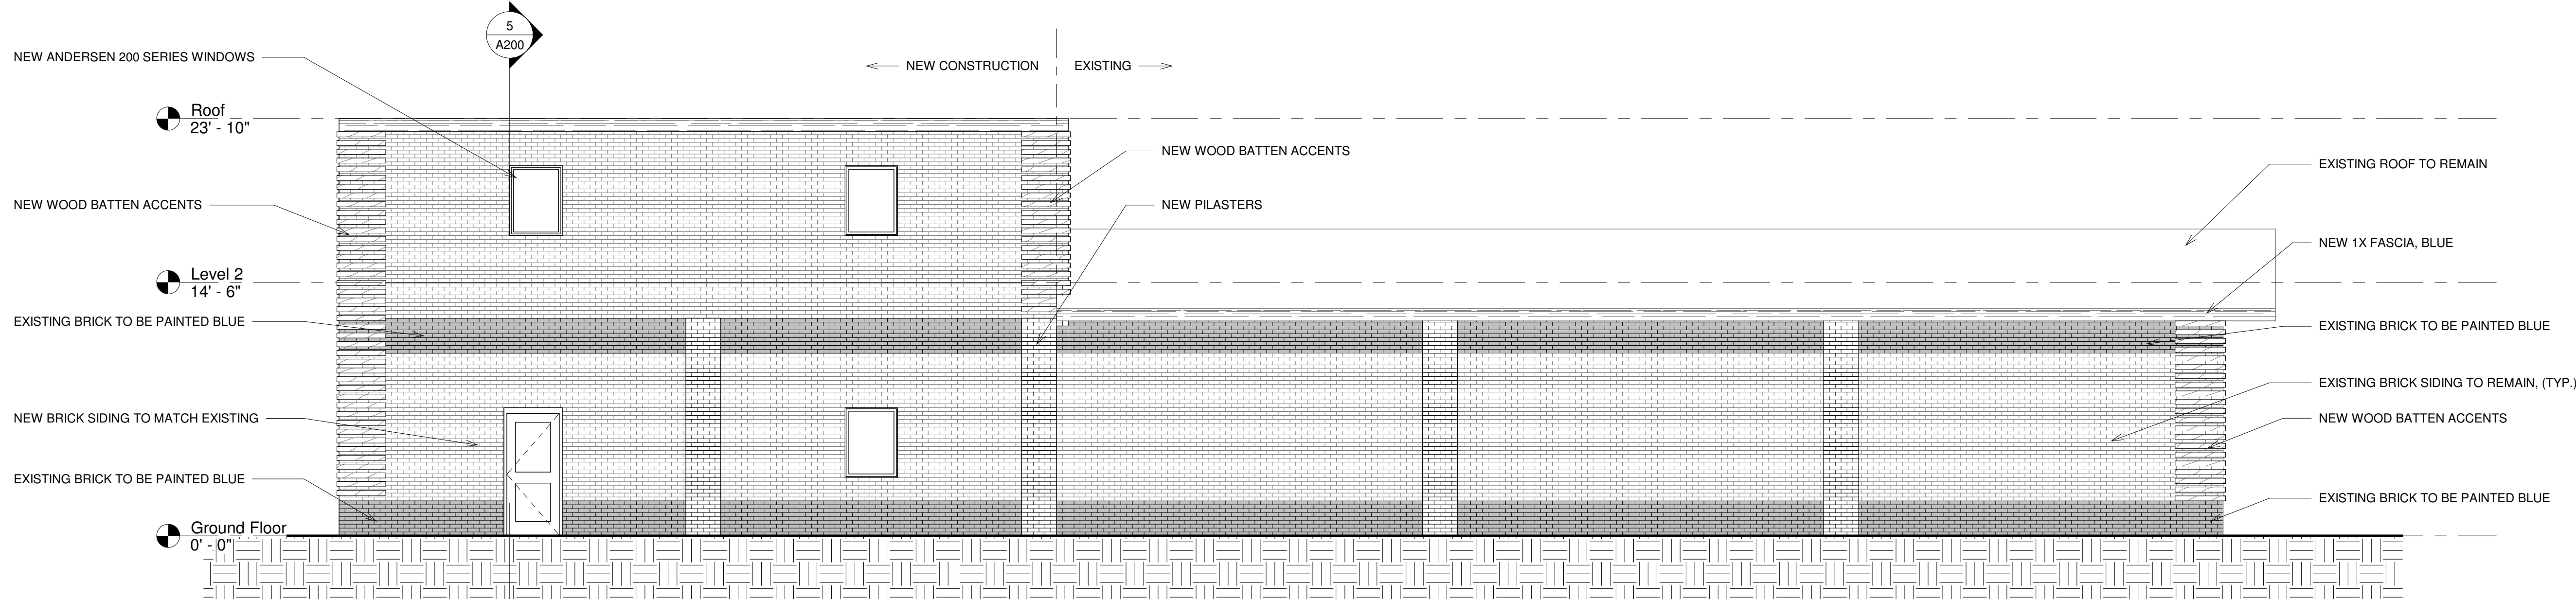 5
A200
NEW ANDERSEN 200 SERIES WINDOWS
NEW CONSTRUCTION
EXISTING
Roof
23' - 10"
NEW WOOD BATTEN ACCENTS
EXISTING ROOF TO REMAIN
NEW WOOD BATTEN ACCENTS
NEW PILASTERS
NEW 1X FASCIA, BLUE
Level 2
14' - 6"
EXISTING BRICK TO BE PAINTED BLUE
EXISTING BRICK TO BE PAINTED BLUE
EXISTING BRICK SIDING TO REMAIN, (TYP.)
NEW BRICK SIDING TO MATCH EXISTING
NEW WOOD BATTEN ACCENTS
EXISTING BRICK TO BE PAINTED BLUE
EXISTING BRICK TO BE PAINTED BLUE
Ground Floor
0' - 0"